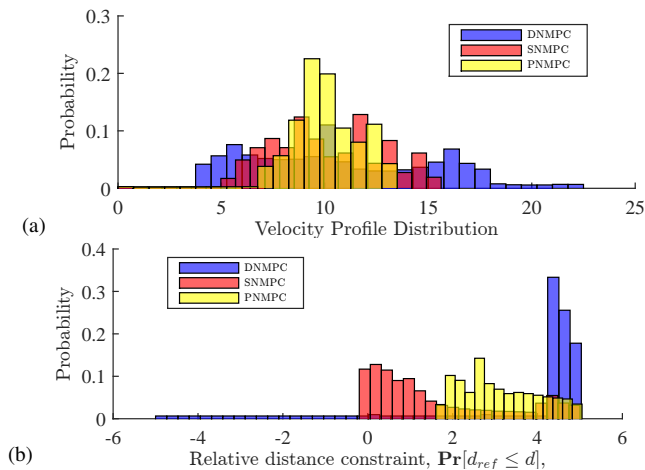 0.3
DNMPC
SNMPC
PNMPC
0.2
Probability
0.1
0
0 5 10 15 20 25
(a) Velocity Profile Distribution
0.4
DNMPC
SNMPC
PNMPC
0.3
Probability
0.2
0.1
0
-6 -4 -2 0 2 4 6
(b) Relative distance constraint, Pr[d_ref ≤ d],